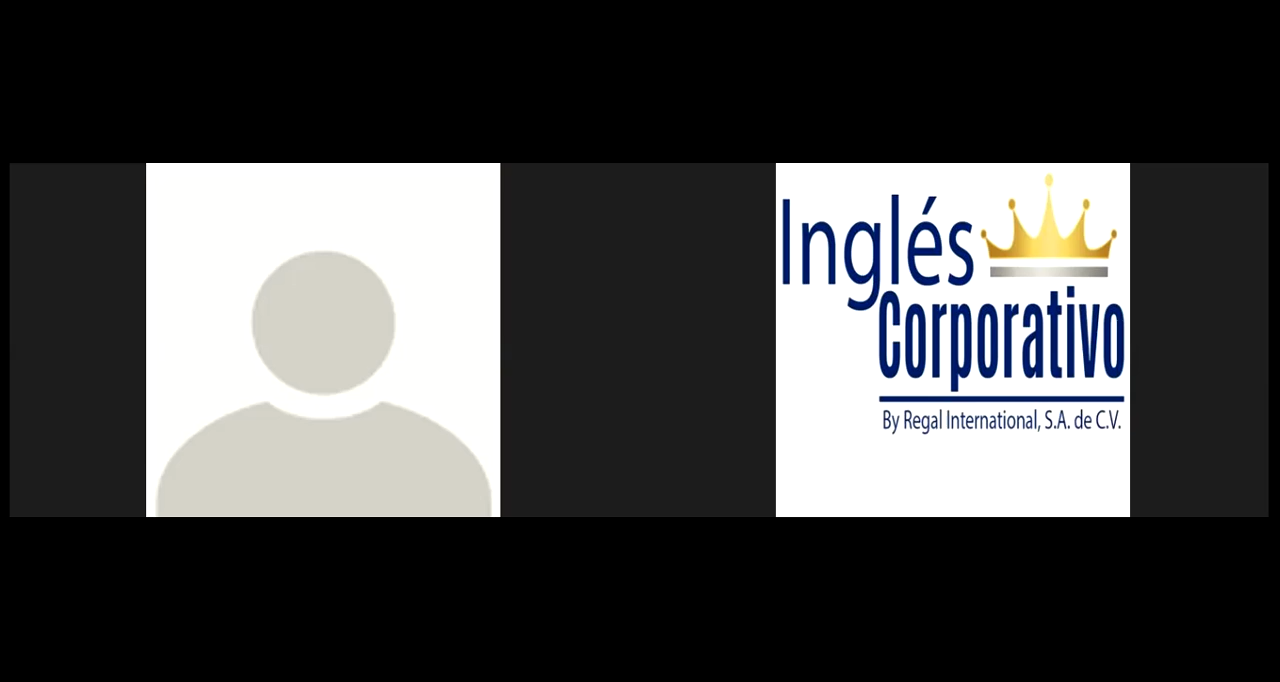 Inglés
Corporativo
By Regal International, S.A. de C.V.